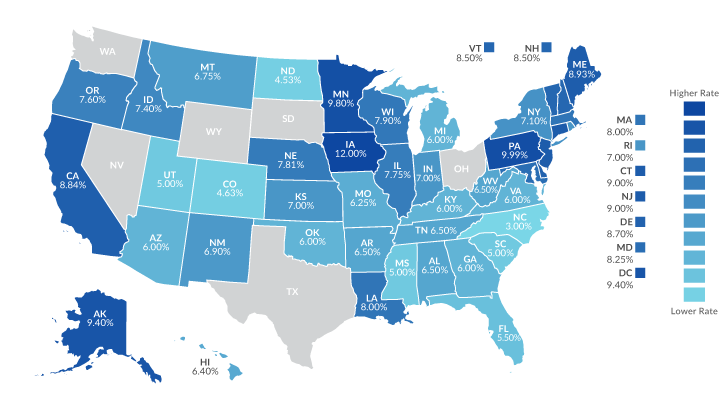 WA
VT
8.50%
NH
8.50%
ME
8.93%
MT
6.75%
ND
4.53%
MN
9.80%
OR
7.60%
ID
7.40%
Higher Rate
WI
7.90%
NY
7.10%
MA
8.00%
SD
MI
6.00%
WY
RI
7.00%
IA
12.00%
PA
9.99%
NE
7.81%
NV
CA
8.84%
UT
5.00%
CO
4.63%
IL
7.75%
IN
7.00%
OH
CT
9.00%
WV
6.50%
VA
6.00%
KS
7.00%
MO
6.25%
KY
6.00%
NJ
9.00%
NC
3.00%
DE
8.70%
TN 6.50%
OK
6.00%
AZ
6.00%
NM
6.90%
AR
6.50%
SC
5.00%
MD
8.25%
MS
5.00%
AL
6.50%
GA
6.00%
DC
9.40%
TX
LA
8.00%
AK
9.40%
Lower Rate
FL
5.50%
HI
6.40%